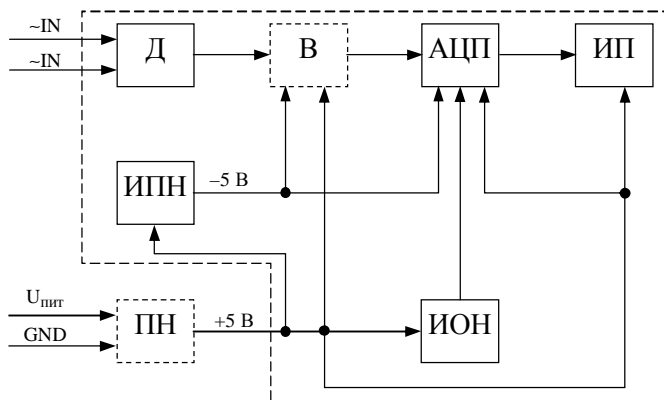 ~IN
~IN
Д
В
АЦП
ИП
ИПН
–5 В
Uпит
GND
ПН
+5 В
ИОН